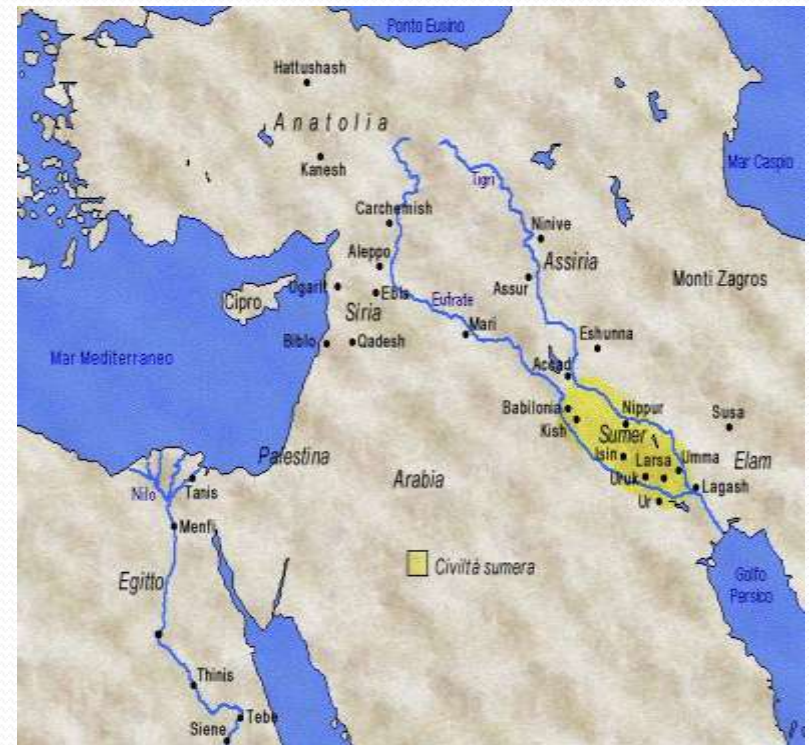 Ponto Eusino
Hattushash
Anatolia
Kanesh
Mar Caspio
Tigri
Carchemish
Ninive
Aleppo
Assiria
Monti Zagros
Assur
Ugarit
Ebla
Eufrate
Cipro
Siria
Mari
Biblo
Qadesh
Eshunna
Mar Mediterraneo
Accad
Babilonia
Nippur
Susa
Kish
Sumer
Palestina
Isin
Larsa
Umma
Elam
Arabia
Uruk
Lagash
Nilo
Tanis
Ur
Menfi
Egitto
Civiltà sumera
Golfo
Persico
Thinis
Tebe
Siene